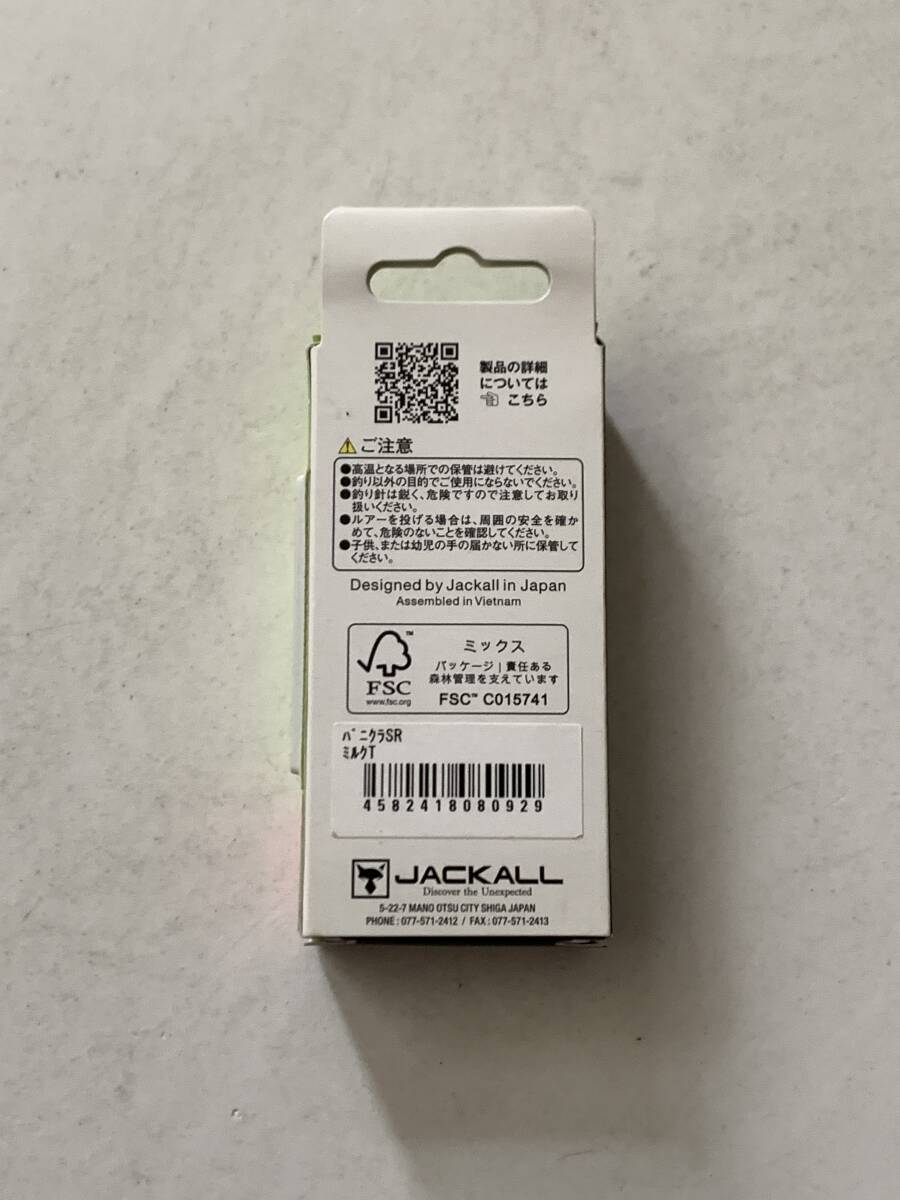 製品の詳細
については
☜ こちら
⚠ ご注意
●高温となる場所での保管は避けてください。
●釣り以外の目的でご使用にならないでください。
●釣り針は鋭く、危険ですので注意してお取り
扱いください。
●ルアーを投げる場合は、周囲の安全を確か
めて、危険のないことを確認してください。
●子供、または幼児の手の届かない所に保管して
ください。
Designed by Jackall in Japan
Assembled in Vietnam
ミックス
パッケージ | 責任ある
森林管理を支えています
FSC™ C015741
™
FSC
www.fsc.org
ﾊﾞﾆｸﾗSR
ﾐﾙｸT
4582418080929
JACKALL
Discover the Unexpected
5-22-7 MANO OTSU CITY SHIGA JAPAN
PHONE : 077-571-2412 / FAX : 077-571-2413